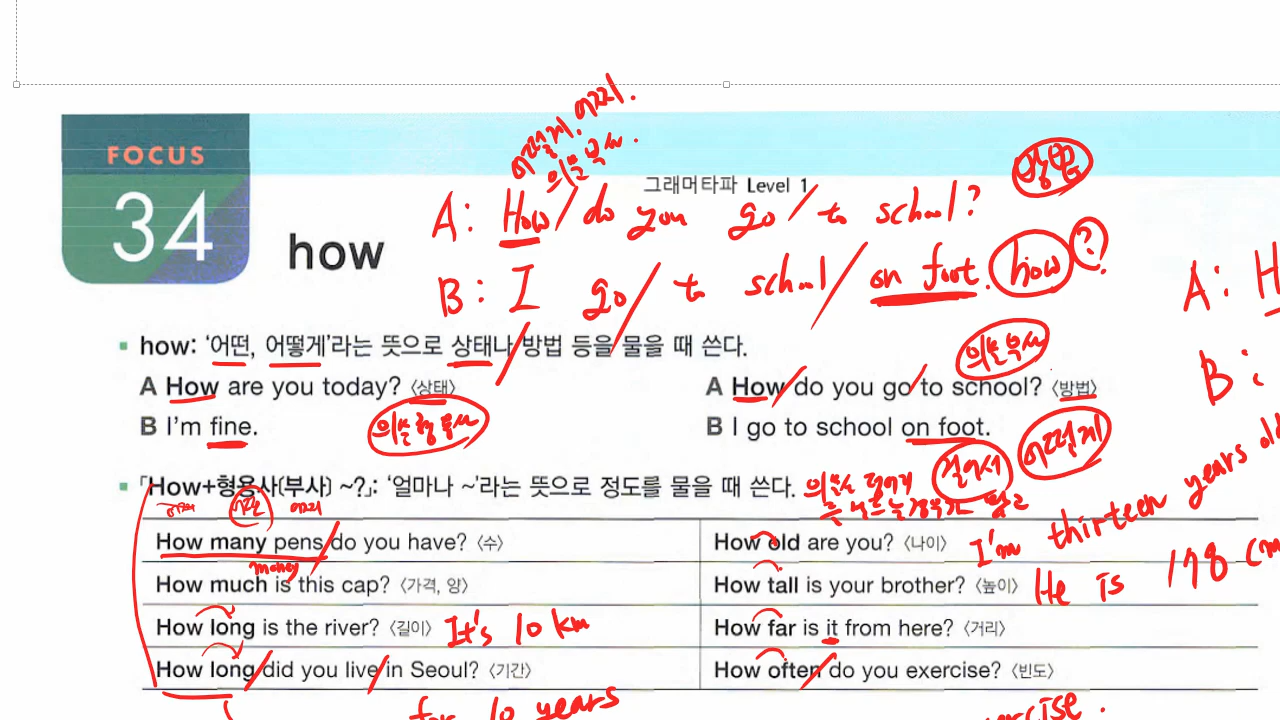 어떻게, 어찌.
의문 부사.
FOCUS
34
how
그래머타파 Level 1
방법
A: How / do you go / to school?
B: I go / to school / on foot. how ?
A: H
B:
how: '어떤, 어떻게'라는 뜻으로 상태나 방법 등을 물을 때 쓴다.
의문 부사
A How are you today? 〈상태〉
B I'm fine.
의문 형용사
A How do you go to school? 〈방법〉
B I go to school on foot.
걸어서
어떻게
「How+형용사[부사] ~?」: '얼마나 ~'라는 뜻으로 정도를 물을 때 쓴다.
How many pens do you have? 〈수〉
money
How much is this cap? 〈가격, 양〉
How long is the river? 〈길이〉 It's 10 km
How long did you live in Seoul? 〈기간〉
for 10 years
How old are you? 〈나이〉 I'm thirteen years old
How tall is your brother? 〈높이〉 He is 178 cm
How far is it from here? 〈거리〉
How often do you exercise? 〈빈도〉
ercise.